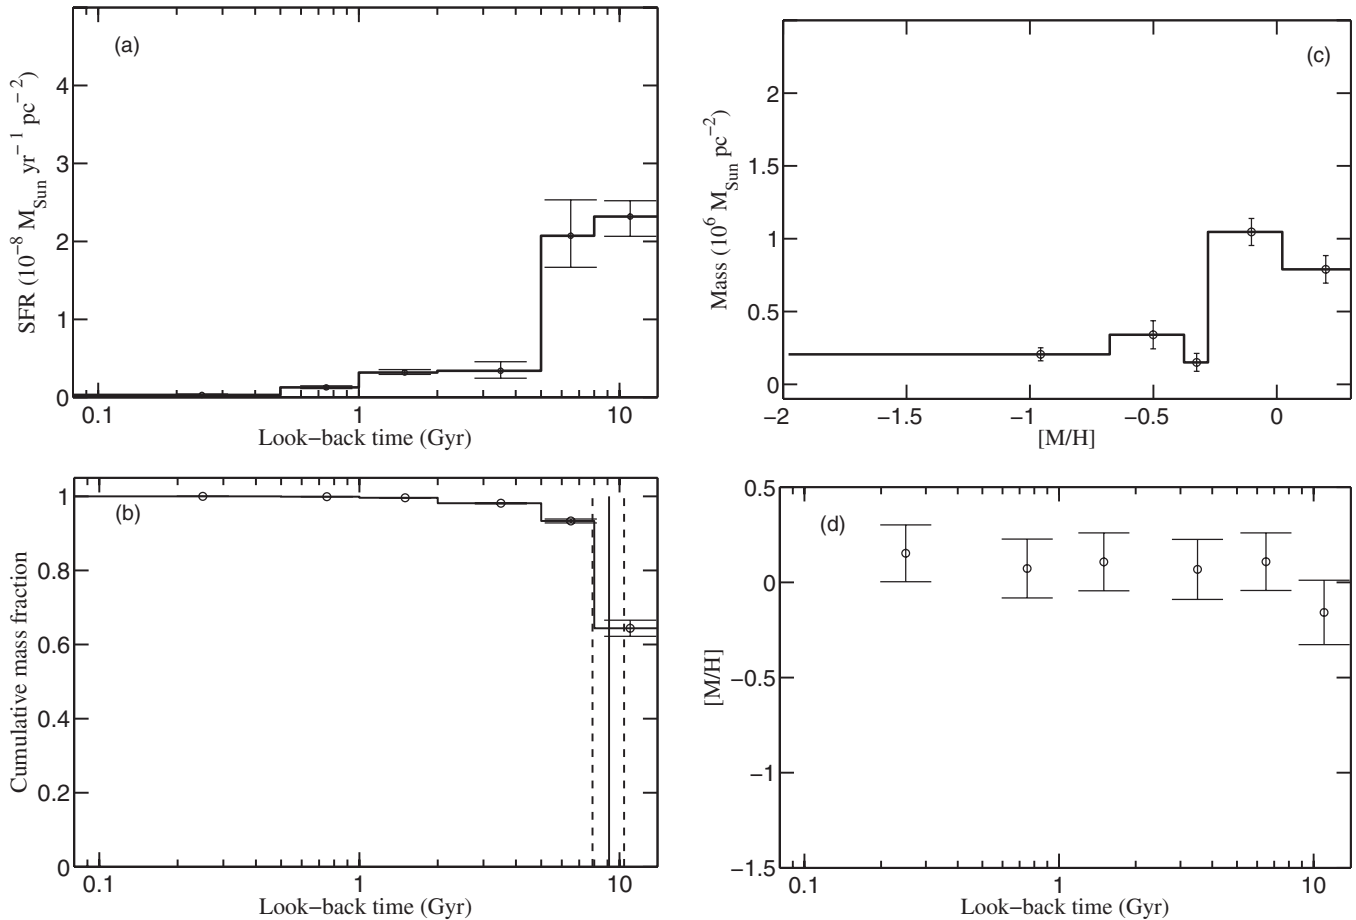 (a)
SFR (10⁻⁸ M_Sun yr⁻¹ pc⁻²)
4
3
2
1
0
0.1 1 10
Look−back time (Gyr)
(c)
Mass (10⁶ M_Sun pc⁻²)
2
1.5
1
0.5
0
−2 −1.5 −1 −0.5 0
[M/H]
(b)
Cumulative mass fraction
1
0.8
0.6
0.4
0.2
0
0.1 1 10
Look−back time (Gyr)
(d)
[M/H]
0.5
0
−0.5
−1
−1.5
0.1 1 10
Look−back time (Gyr)